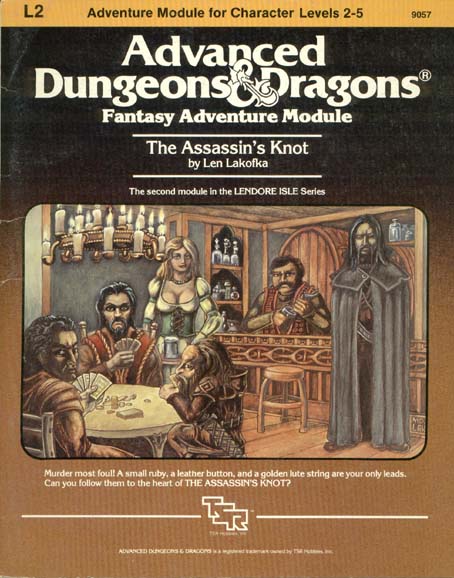 L2 Adventure Module for Character Levels 2-5 9057
Advanced
Dungeons & Dragons®
Fantasy Adventure Module
The Assassin's Knot
by Len Lakofka
The second module in the LENDORE ISLE Series
Murder most foul! A small ruby, a leather button, and a golden lute string are your only leads.
Can you follow them to the heart of THE ASSASSIN'S KNOT?
TSR
TSR Hobbies, Inc.
ADVANCED DUNGEONS & DRAGONS is a registered trademark owned by TSR Hobbies, Inc.